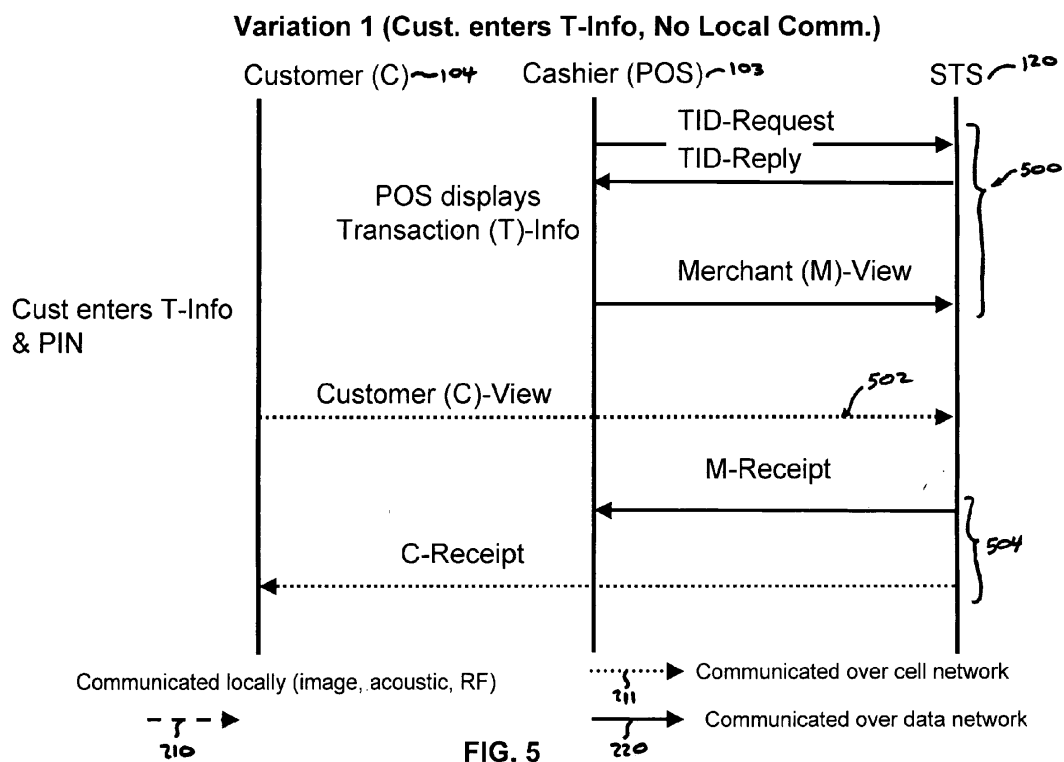 Variation 1 (Cust. enters T-Info, No Local Comm.)
Customer (C) 104 Cashier (POS) 103 STS 120
TID-Request
TID-Reply
500
POS displays
Transaction (T)-Info
Merchant (M)-View
Cust enters T-Info
& PIN
Customer (C)-View
502
M-Receipt
504
C-Receipt
Communicated locally (image, acoustic, RF)
210
Communicated over cell network
211
Communicated over data network
220
FIG. 5